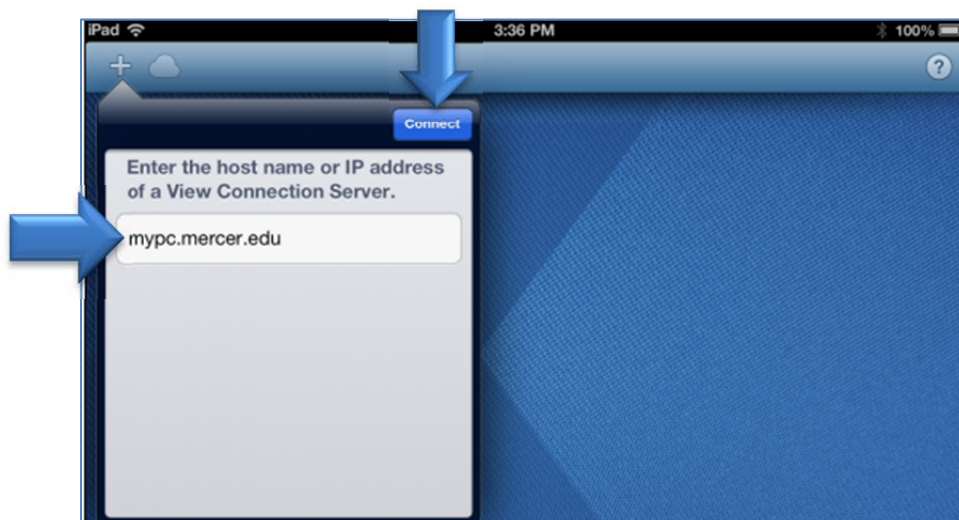 iPad 3:36 PM 100%
?
Connect
Enter the host name or IP address
of a View Connection Server.
mypc.mercer.edu